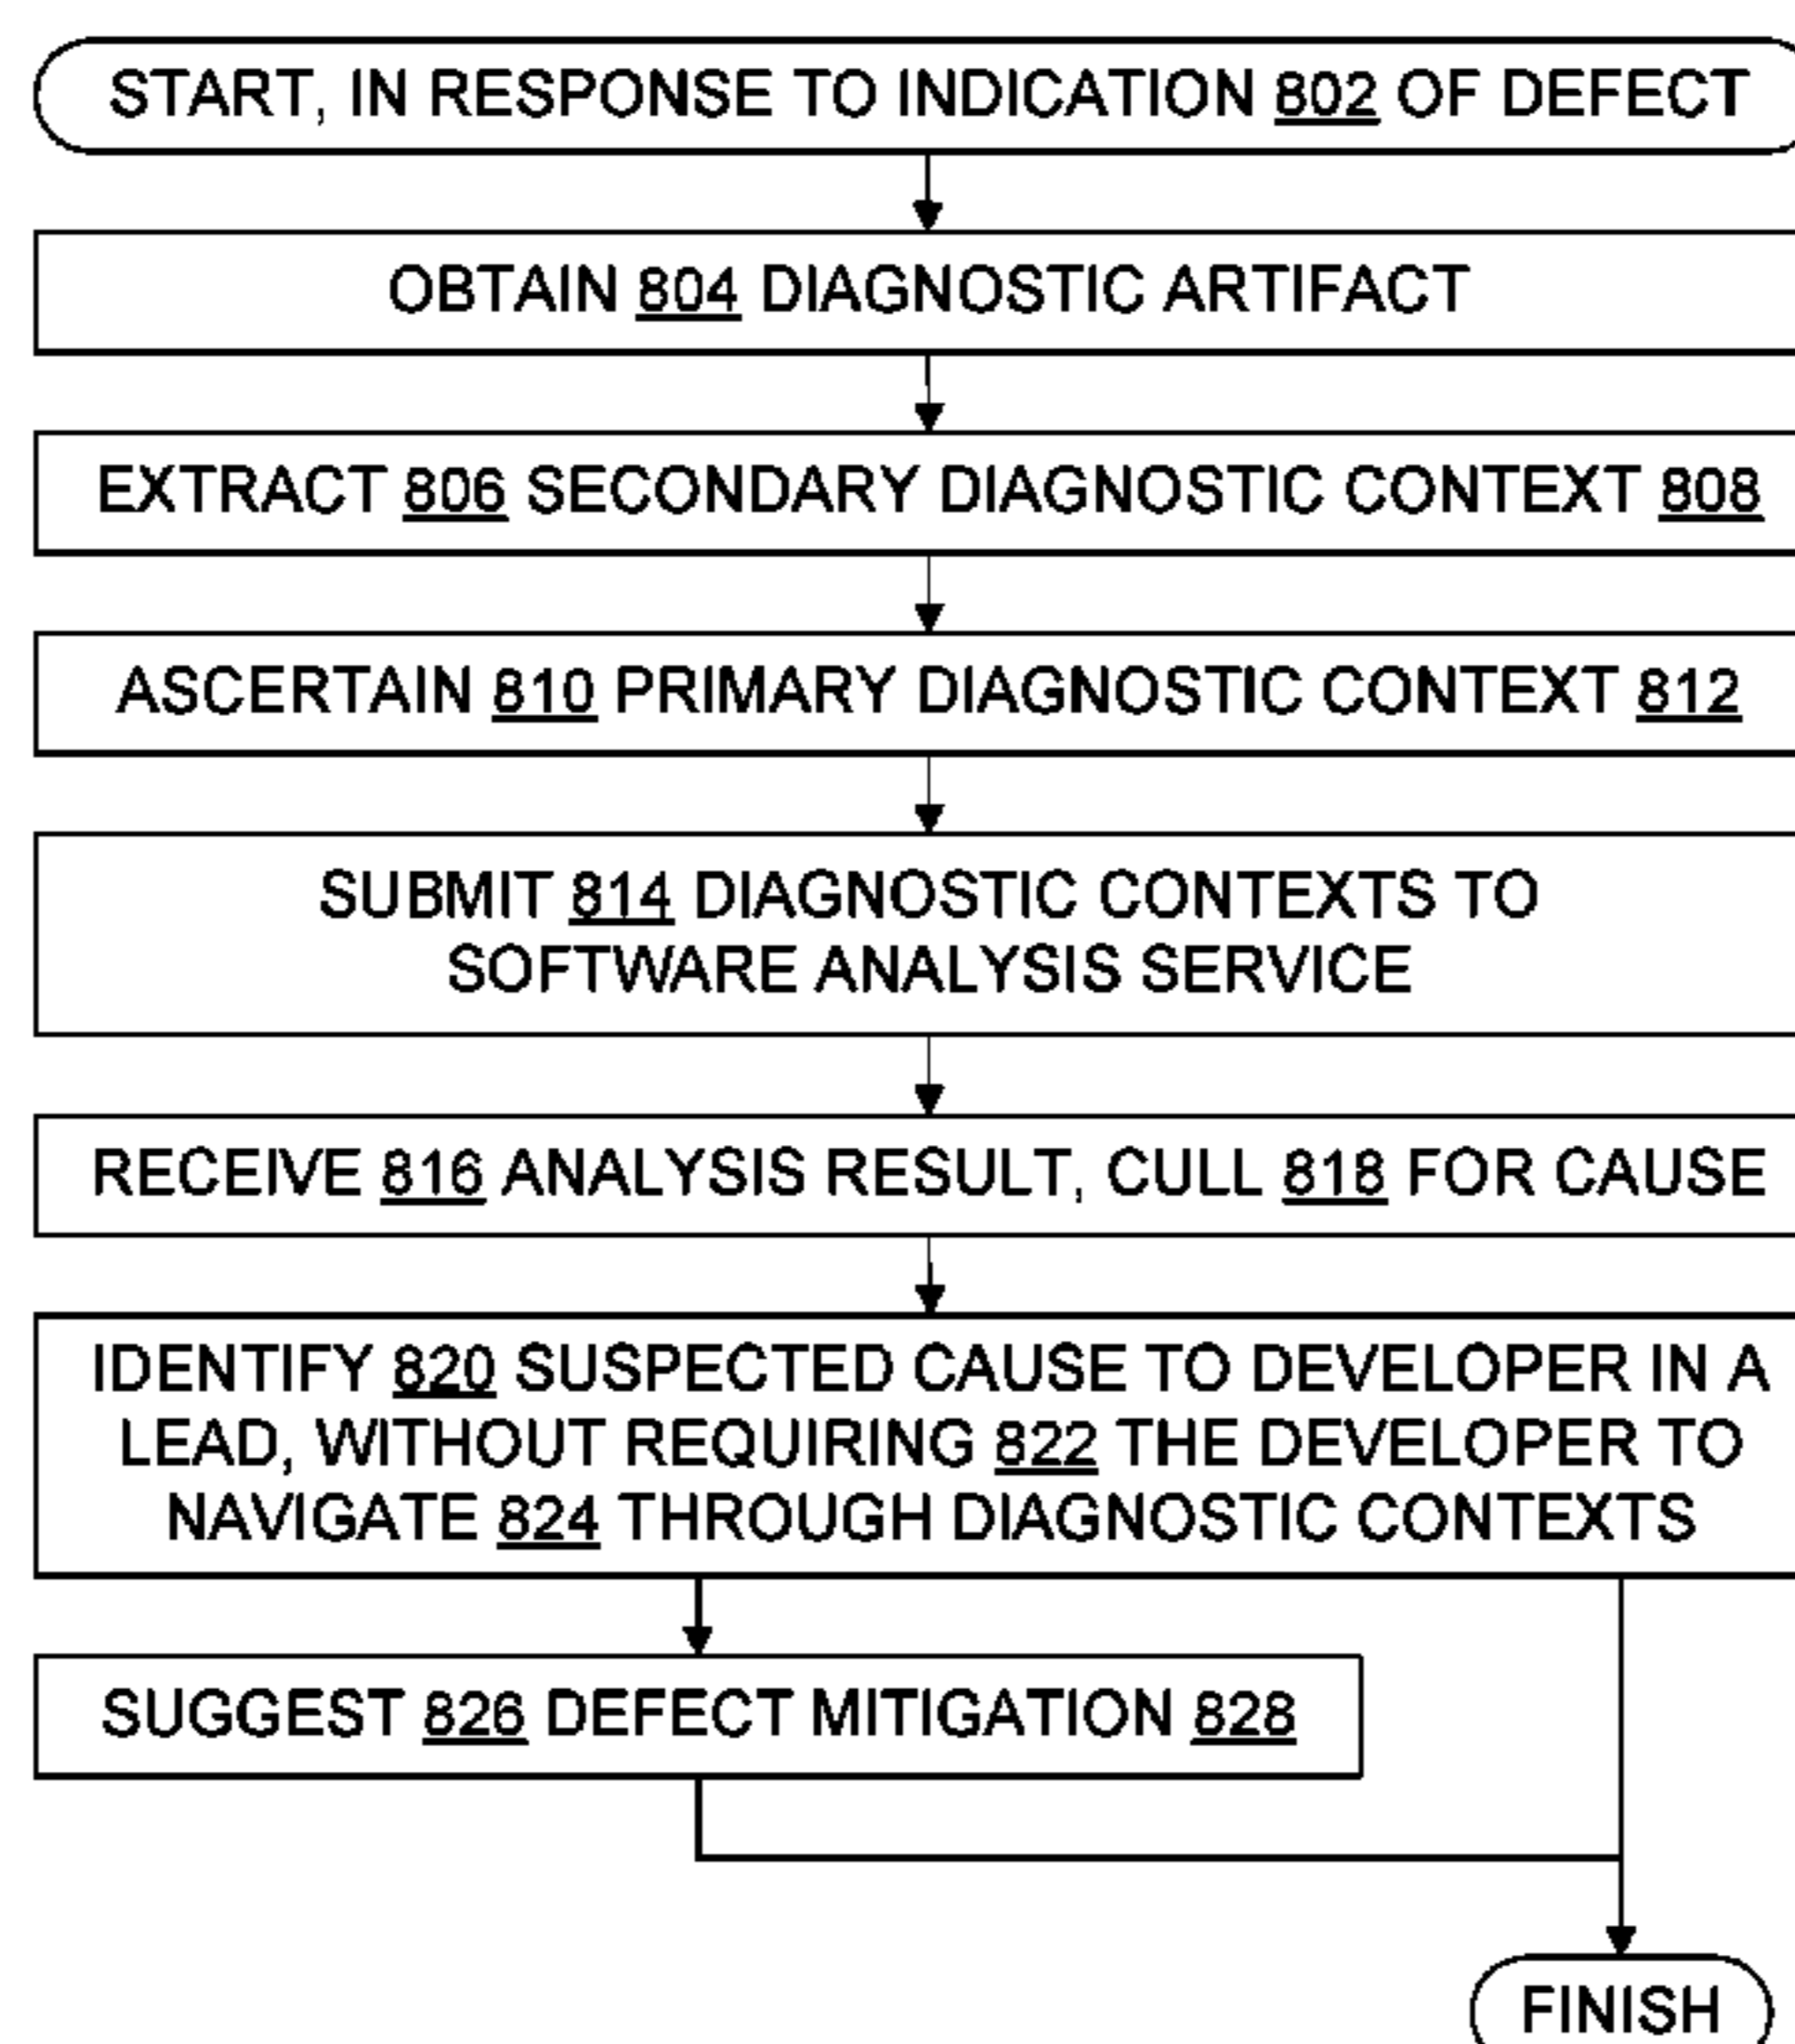 START, IN RESPONSE TO INDICATION 802 OF DEFECT
OBTAIN 804 DIAGNOSTIC ARTIFACT
EXTRACT 806 SECONDARY DIAGNOSTIC CONTEXT 808
ASCERTAIN 810 PRIMARY DIAGNOSTIC CONTEXT 812
SUBMIT 814 DIAGNOSTIC CONTEXTS TO
SOFTWARE ANALYSIS SERVICE
RECEIVE 816 ANALYSIS RESULT, CULL 818 FOR CAUSE
IDENTIFY 820 SUSPECTED CAUSE TO DEVELOPER IN A
LEAD, WITHOUT REQUIRING 822 THE DEVELOPER TO
NAVIGATE 824 THROUGH DIAGNOSTIC CONTEXTS
SUGGEST 826 DEFECT MITIGATION 828
FINISH